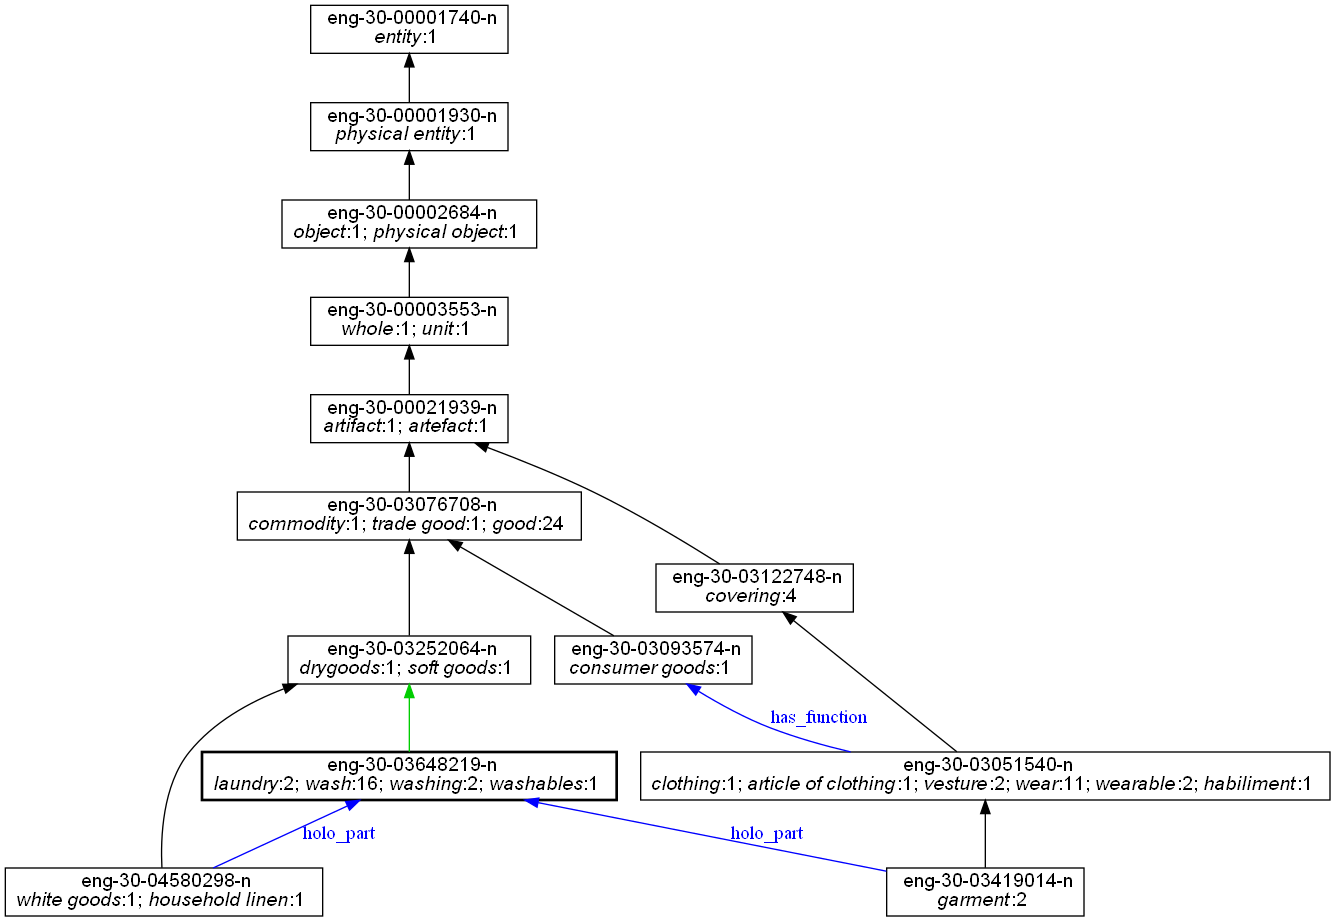 eng-30-00001740-n
entity:1
eng-30-00001930-n
physical entity:1
eng-30-00002684-n
object:1; physical object:1
eng-30-00003553-n
whole:1; unit:1
eng-30-00021939-n
artifact:1; artefact:1
eng-30-03076708-n
commodity:1; trade good:1; good:24
eng-30-03122748-n
covering:4
eng-30-03252064-n
drygoods:1; soft goods:1
eng-30-03093574-n
consumer goods:1
has_function
eng-30-03648219-n
laundry:2; wash:16; washing:2; washables:1
eng-30-03051540-n
clothing:1; article of clothing:1; vesture:2; wear:11; wearable:2; habiliment:1
holo_part
holo_part
eng-30-04580298-n
white goods:1; household linen:1
eng-30-03419014-n
garment:2